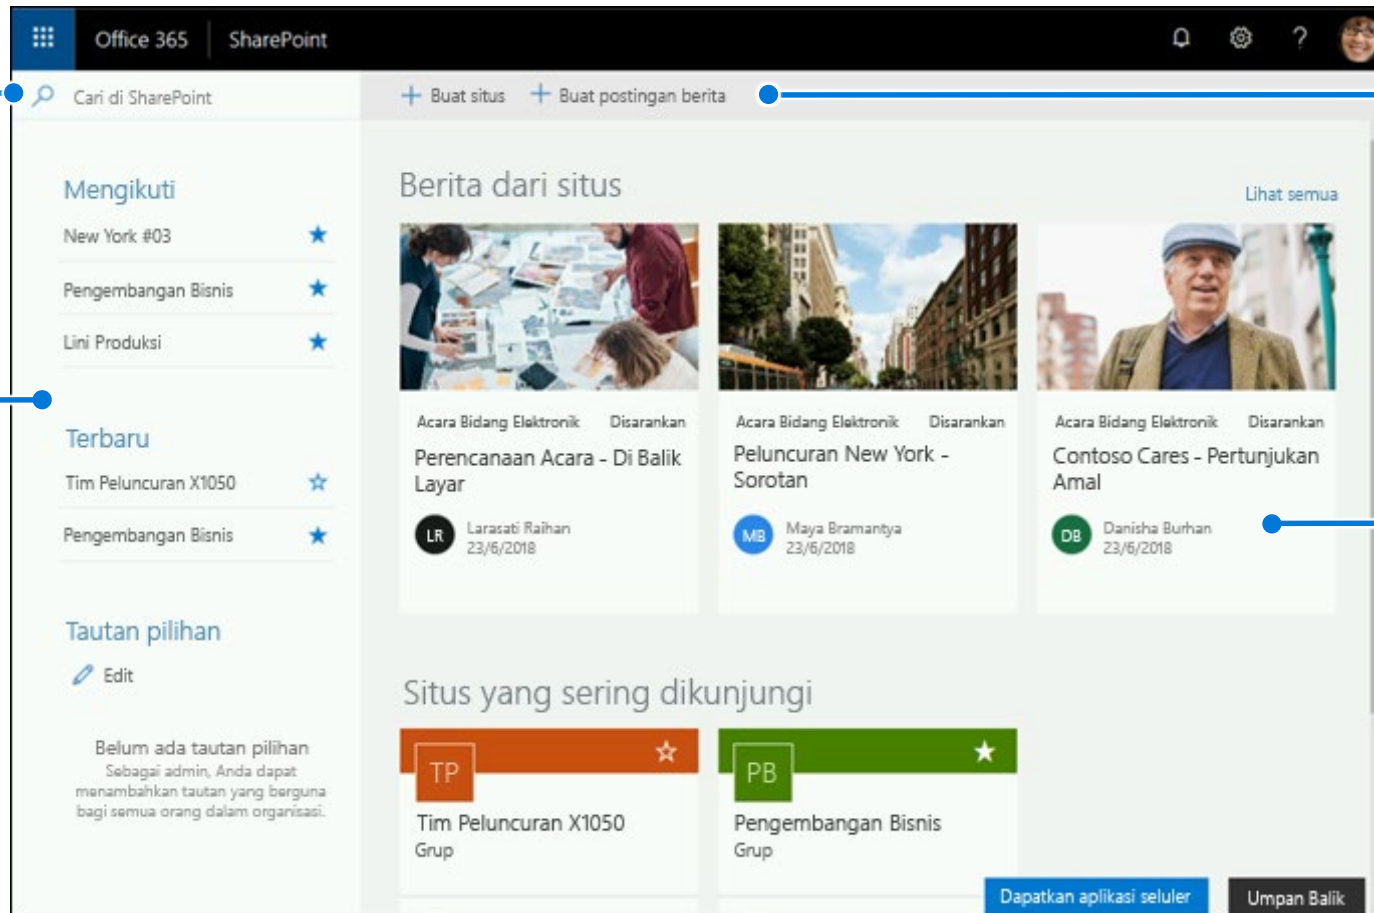 Office 365
SharePoint
Cari di SharePoint
Buat situs
Buat postingan berita
Mengikuti
New York #03
Pengembangan Bisnis
Lini Produksi
Terbaru
Tim Peluncuran X1050
Pengembangan Bisnis
Tautan pilihan
Edit
Belum ada tautan pilihan
Sebagai admin, Anda dapat
menambahkan tautan yang berguna
bagi semua orang dalam organisasi.
Berita dari situs
Lihat semua
Acara Bidang Elektronik Disarankan
Perencanaan Acara - Di Balik
Layar
LR
Larasati Raihan
23/6/2018
Acara Bidang Elektronik Disarankan
Peluncuran New York -
Sorotan
MB
Maya Bramantya
23/6/2018
Acara Bidang Elektronik Disarankan
Contoso Cares - Pertunjukan
Amal
DB
Danisha Burhan
23/6/2018
Situs yang sering dikunjungi
TP
Tim Peluncuran X1050
Grup
PB
Pengembangan Bisnis
Grup
Dapatkan aplikasi seluler
Umpan Balik